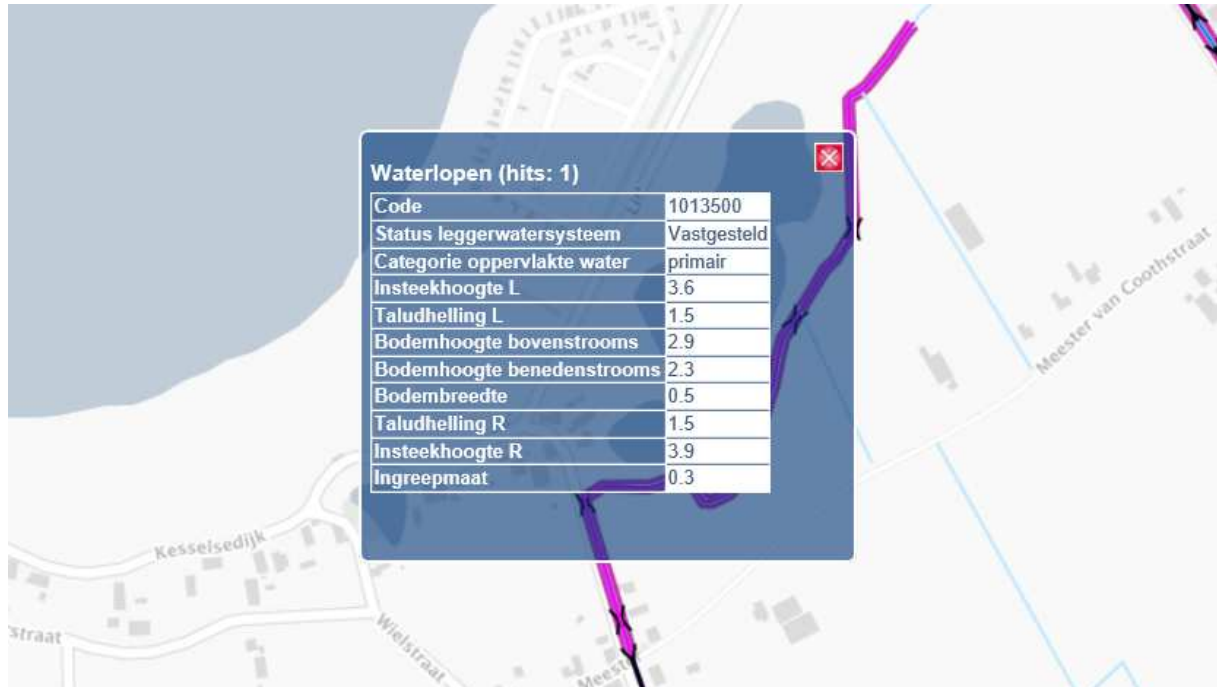 Waterlopen (hits: 1)
Code 1013500
Status leggerwatersysteem Vastgesteld
Categorie oppervlakte water primair
Insteekhoogte L 3.6
Taludhelling L 1.5
Bodemhoogte bovenstrooms 2.9
Bodemhoogte benedenstrooms 2.3
Bodembreedte 0.5
Taludhelling R 1.5
Insteekhoogte R 3.9
Ingreepmaat 0.3
Meester van Coothstraat
Kesselsedijk
Wielstraat
straat
Meeste